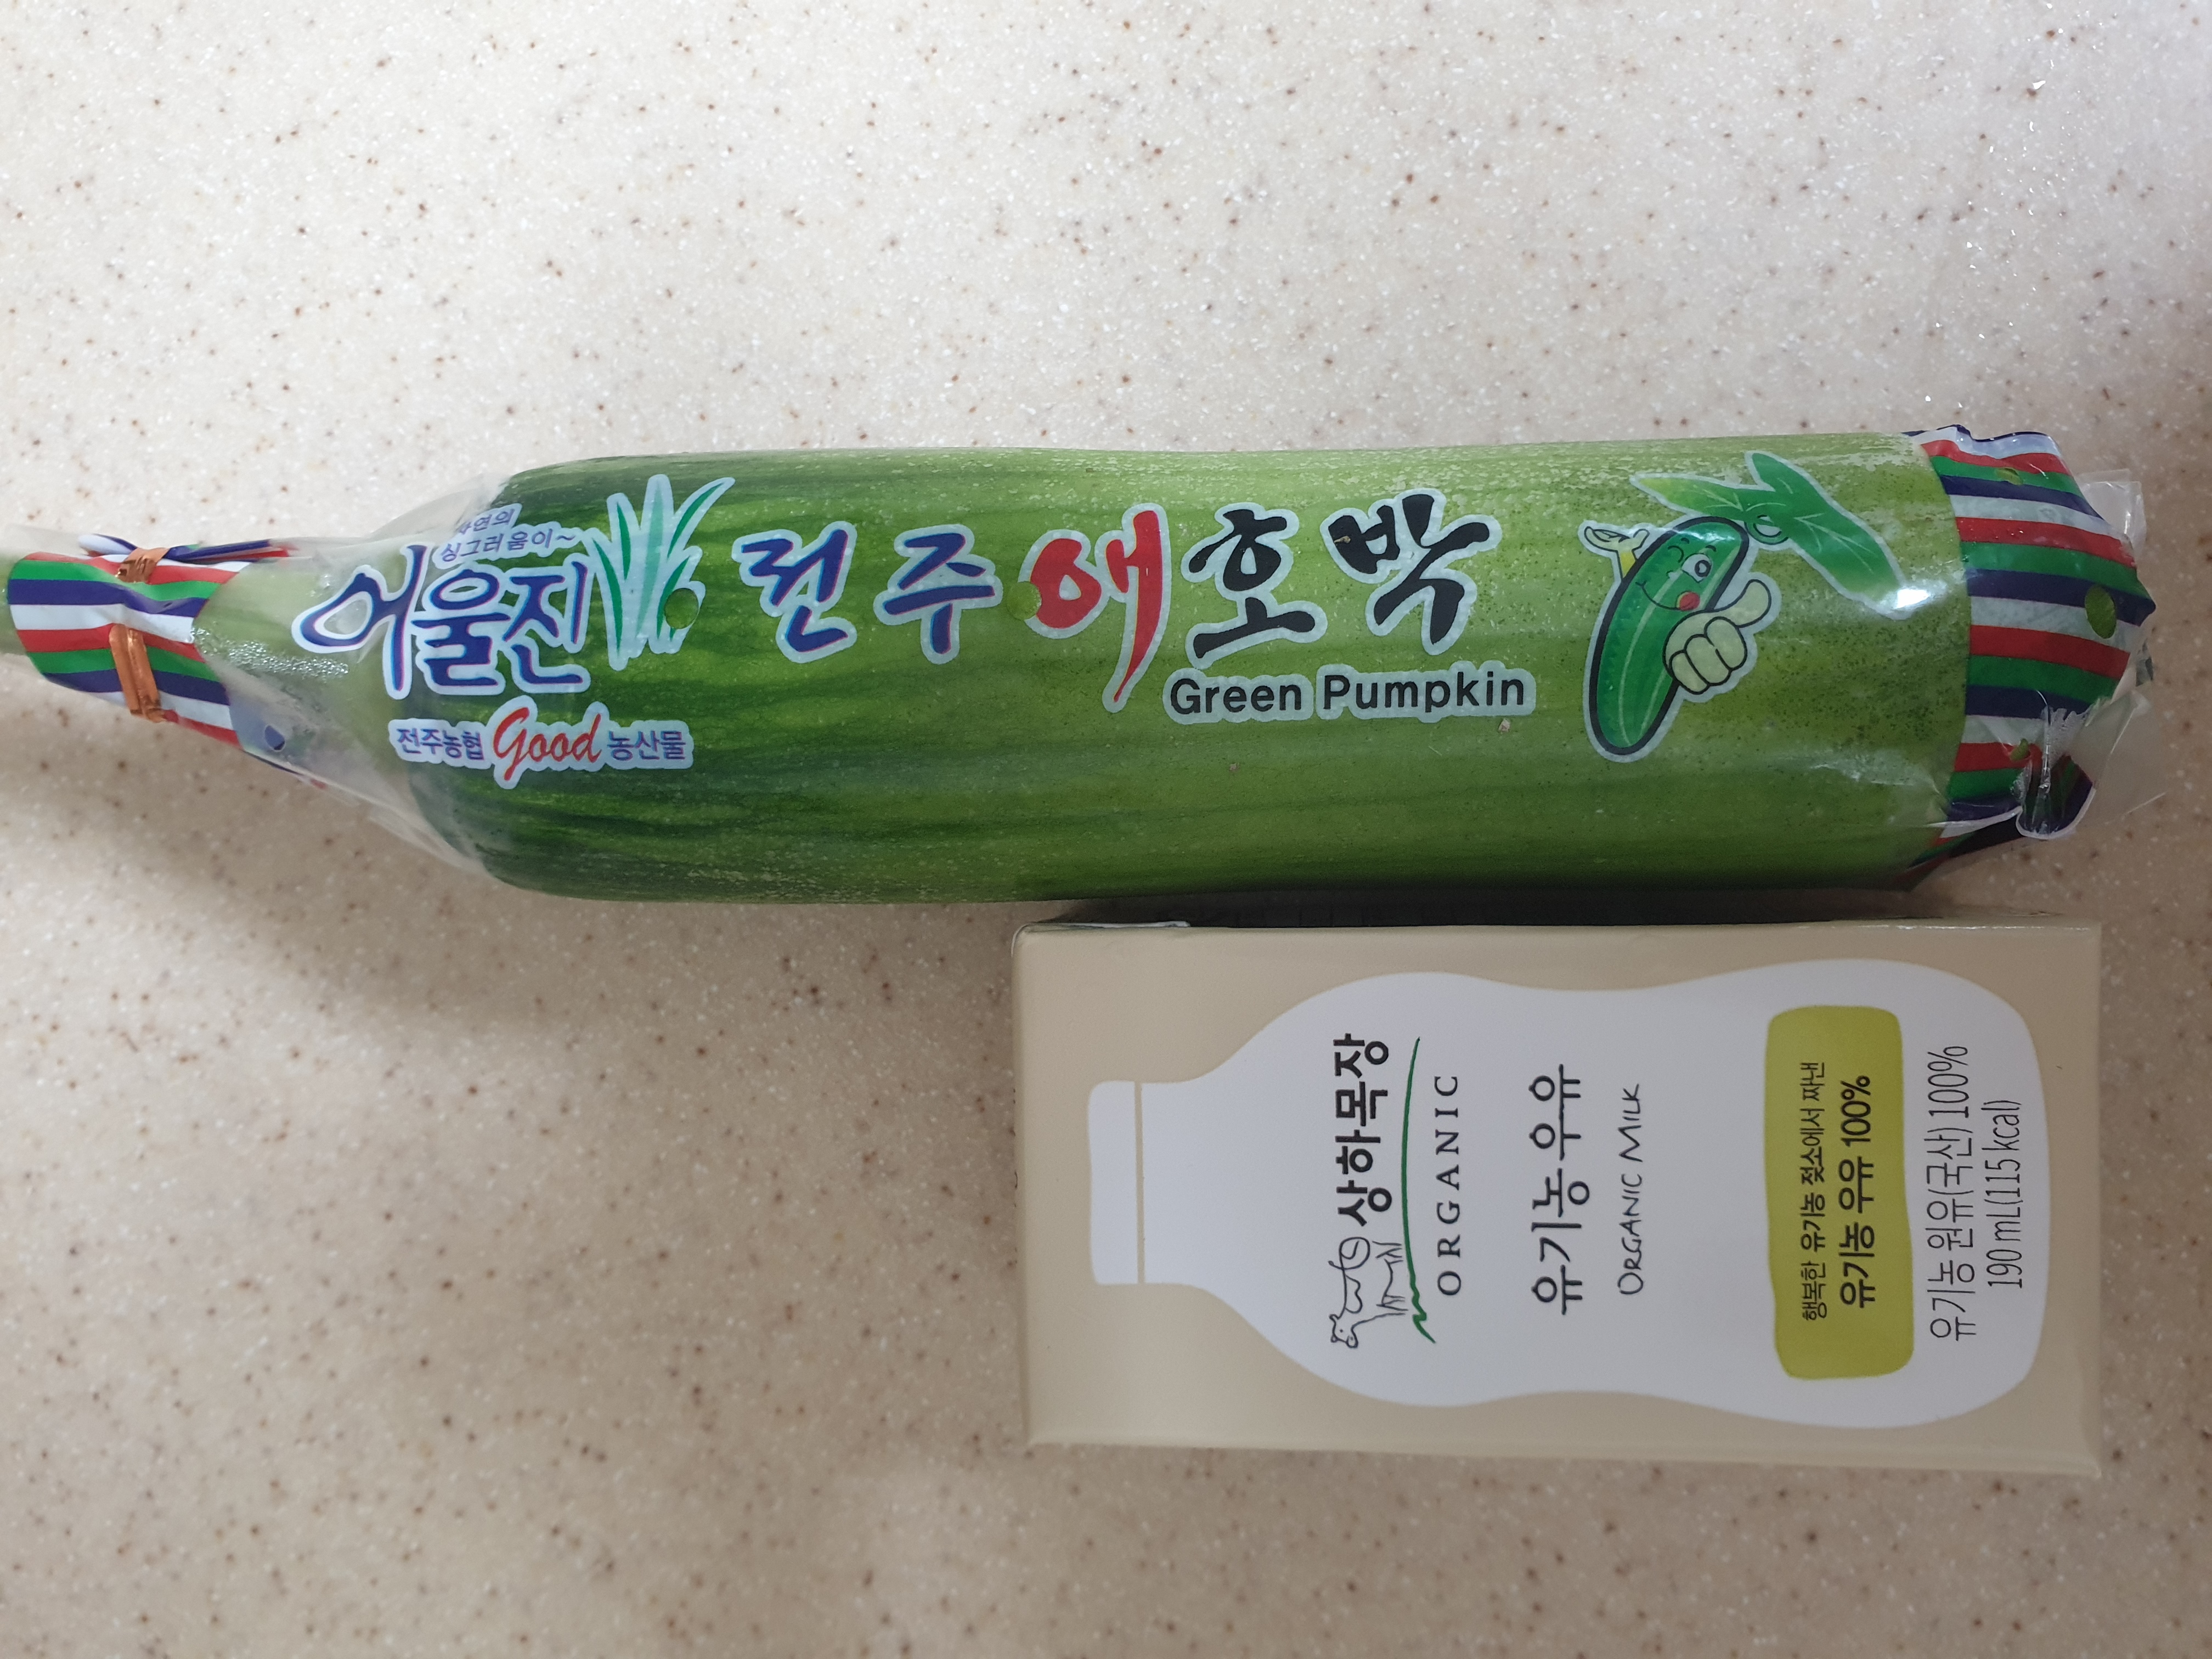 자연의
싱그러움이~
어울진
전주농협 Good 농산물
전주애호박
Green Pumpkin
상하목장
ORGANIC
유기농우유
ORGANIC MILK
행복한 유기농 젖소에서 짜낸
유기농 우유 100%
유기농 원유(국산) 100%
190 mL(115 kcal)